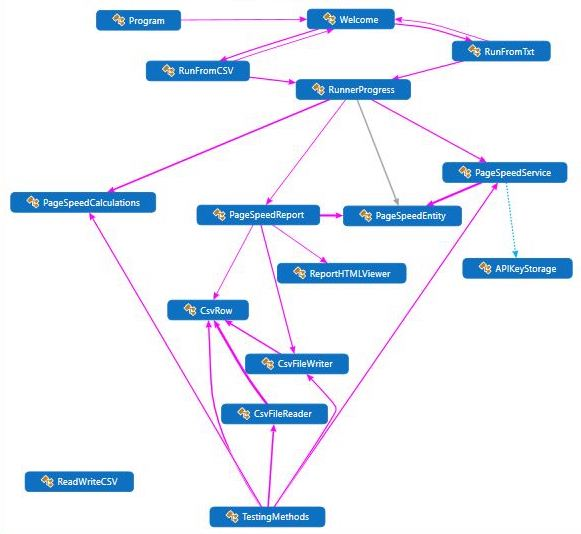 Program
Welcome
RunFromTxt
RunFromCSV
RunnerProgress
PageSpeedService
PageSpeedCalculations
PageSpeedReport
PageSpeedEntity
ReportHTMLViewer
APIKeyStorage
CsvRow
CsvFileWriter
CsvFileReader
ReadWriteCSV
TestingMethods